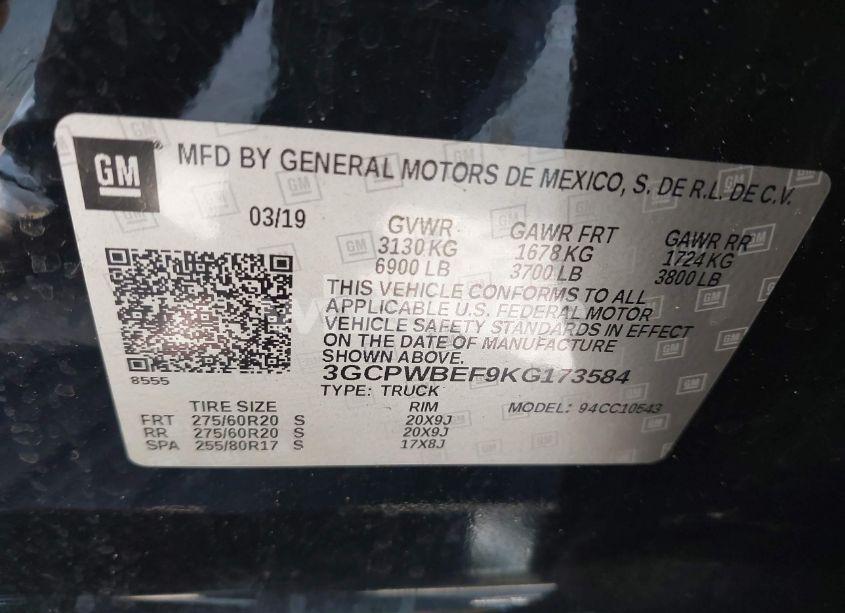 GM
MFD BY GENERAL MOTORS DE MEXICO, S. DE R.L. DE C.V.
03/19
GVWR GAWR FRT GAWR RR
3130 KG 1678 KG 1724 KG
6900 LB 3700 LB 3800 LB
THIS VEHICLE CONFORMS TO ALL
APPLICABLE U.S. FEDERAL MOTOR
VEHICLE SAFETY STANDARDS IN EFFECT
ON THE DATE OF MANUFACTURE
SHOWN ABOVE.
3GCPWBEF9KG173584
8555
TYPE: TRUCK
TIRE SIZE RIM MODEL: 94CC10543
FRT 275/60R20 S 20X9J
RR 275/60R20 S 20X9J
SPA 255/80R17 S 17X8J